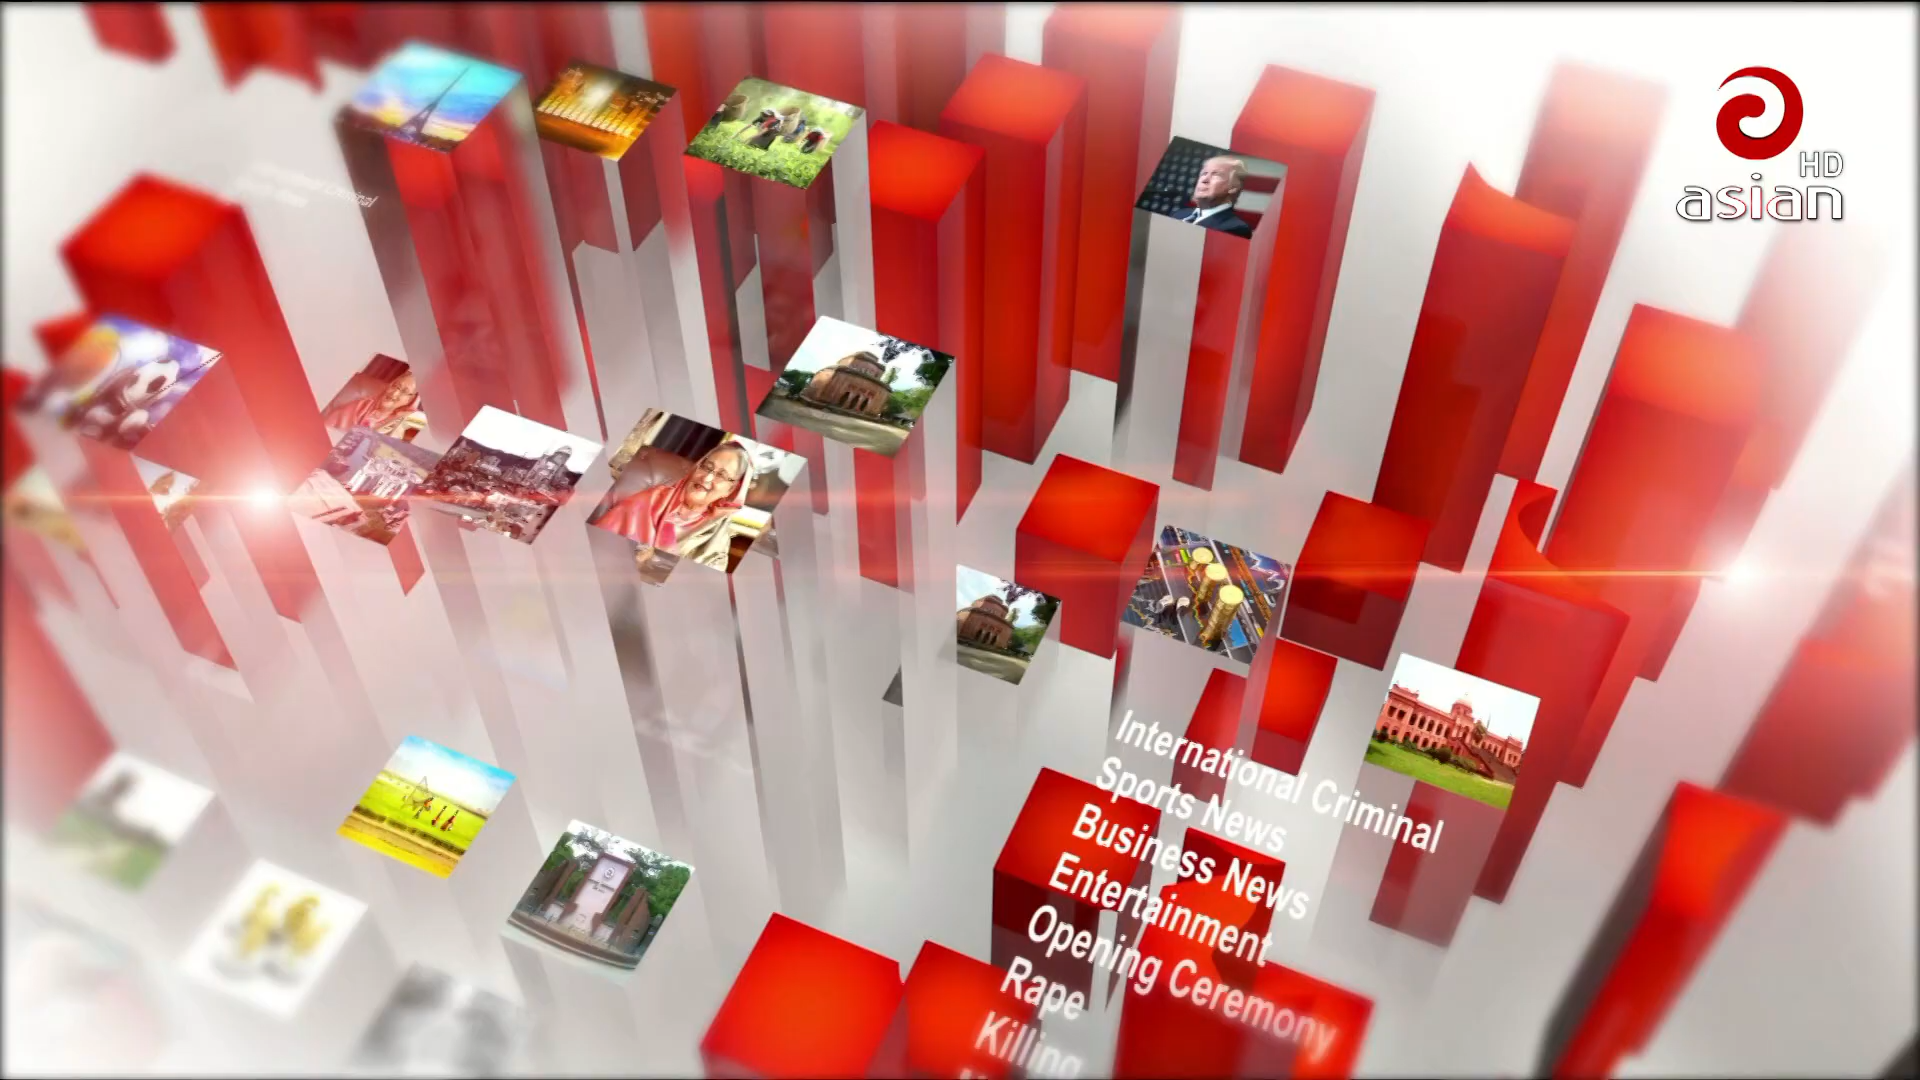 HD
asian
International Criminal
Sports News
Business News
Entertainment
Opening Ceremony
Rape
Killing